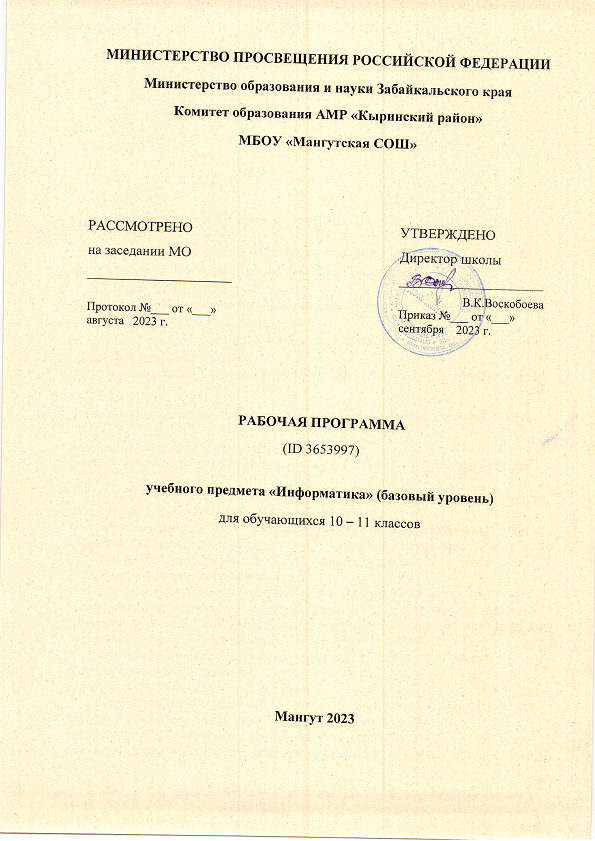 МИНИСТЕРСТВО ПРОСВЕЩЕНИЯ РОССИЙСКОЙ ФЕДЕРАЦИИ
Министерство образования и науки Забайкальского края
Комитет образования АМР «Кыринский район»
МБОУ «Мангутская СОШ»
РАССМОТРЕНО
на заседании МО
Протокол №___ от «___»
августа 2023 г.
УТВЕРЖДЕНО
Директор школы
В.К.Воскобоева
Приказ №___ от «___»
сентября 2023 г.
РАБОЧАЯ ПРОГРАММА
(ID 3653997)
учебного предмета «Информатика» (базовый уровень)
для обучающихся 10 – 11 классов
Мангут 2023